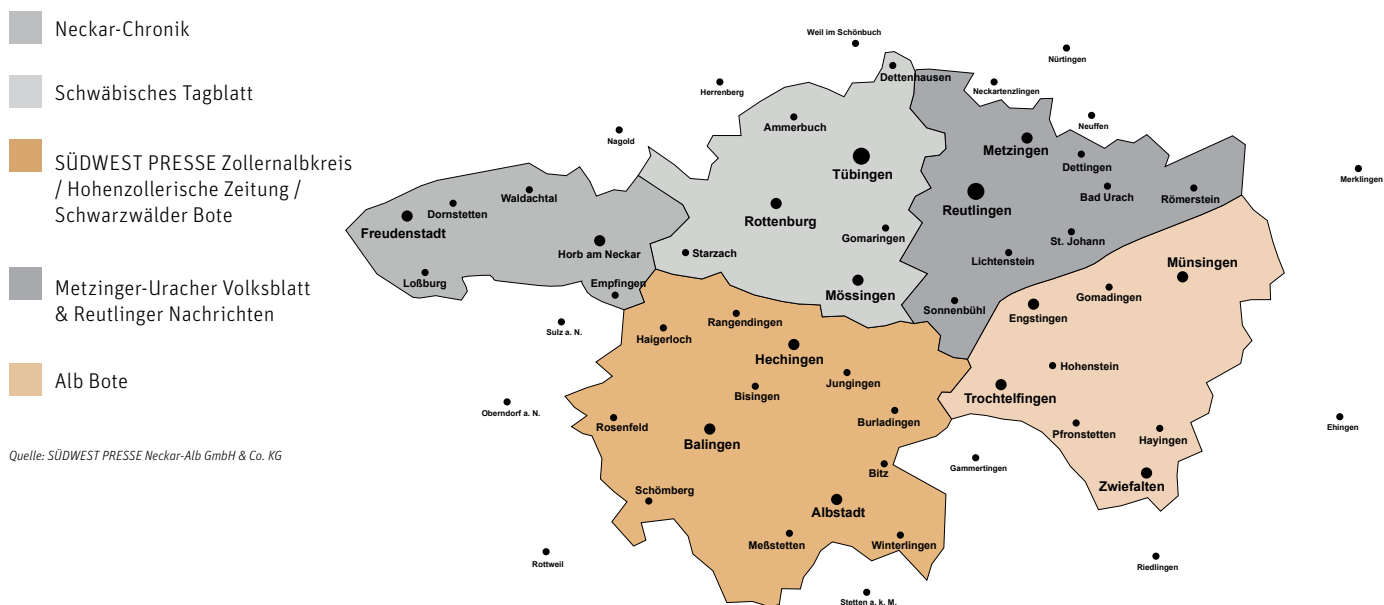 Neckar-Chronik
Schwäbisches Tagblatt
SÜDWEST PRESSE Zollernalbkreis
/ Hohenzollerische Zeitung /
Schwarzwälder Bote
Metzinger-Uracher Volksblatt
& Reutlinger Nachrichten
Alb Bote
Quelle: SÜDWEST PRESSE Neckar-Alb GmbH & Co. KG
Weil im Schönbuch
Nürtingen
Dettenhausen
Herrenberg
Neckartenzlingen
Ammerbuch
Neuffen
Nagold
Metzingen
Dettingen
Tübingen
Merklingen
Waldachtal
Bad Urach
Römerstein
Dornstetten
Reutlingen
Rottenburg
Freudenstadt
Gomaringen
St. Johann
Horb am Neckar
Starzach
Lichtenstein
Münsingen
Loßburg
Empfingen
Mössingen
Gomadingen
Sonnenbühl
Engstingen
Rangendingen
Sulz a. N.
Haigerloch
Hechingen
Hohenstein
Jungingen
Bisingen
Trochtelfingen
Oberndorf a. N.
Rosenfeld
Burladingen
Ehingen
Balingen
Pfronstetten
Hayingen
Gammertingen
Bitz
Zwiefalten
Schömberg
Albstadt
Meßstetten
Winterlingen
Rottweil
Riedlingen
Stetten a. k. M.